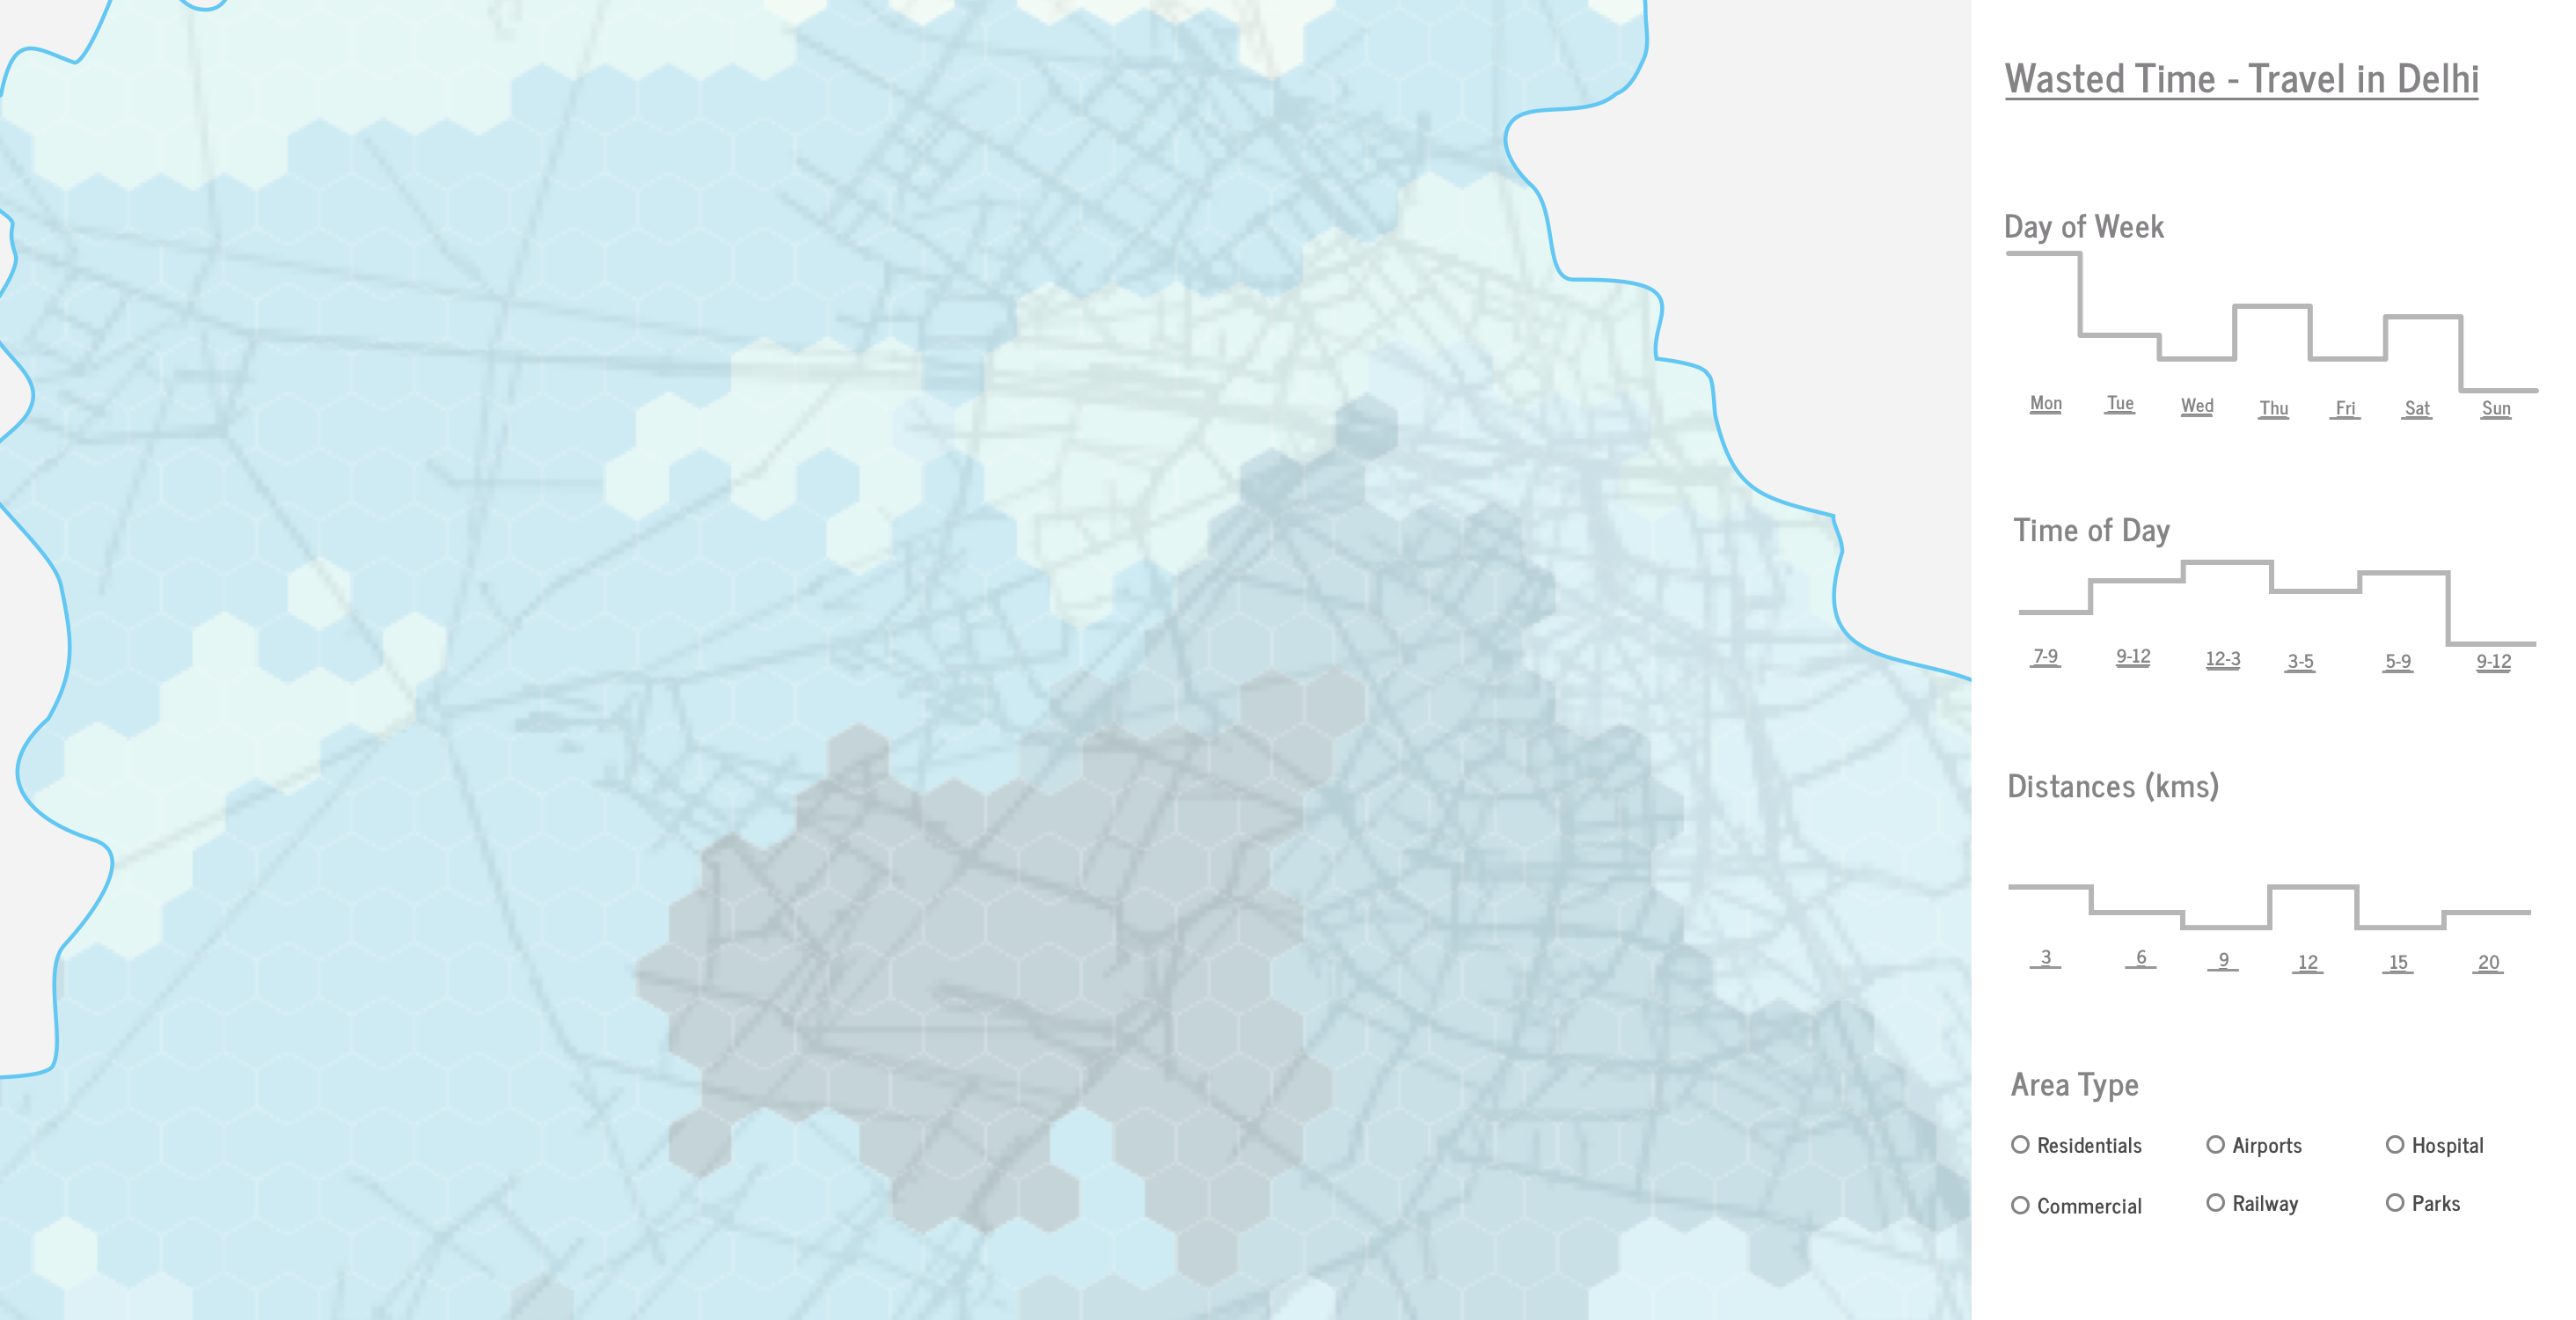 Wasted Time - Travel in Delhi
Day of Week
Mon Tue Wed Thu Fri Sat Sun
Time of Day
7-9 9-12 12-3 3-5 5-9 9-12
Distances (kms)
3 6 9 12 15 20
Area Type
Residentials Airports Hospital
Commercial Railway Parks